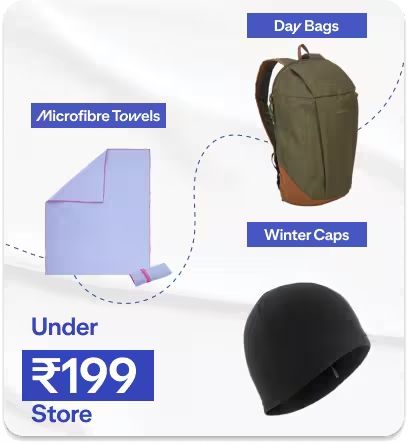 Day Bags
Microfibre Towels
Winter Caps
Under
₹199
Store